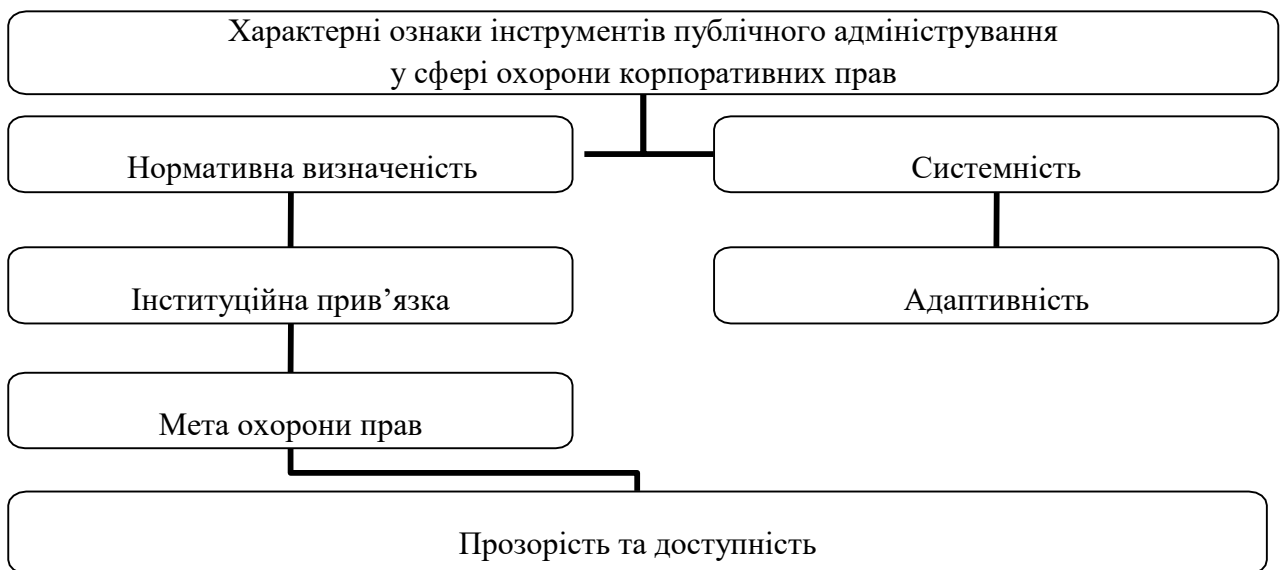 Характерні ознаки інструментів публічного адміністрування
у сфері охорони корпоративних прав
Нормативна визначеність
Системність
Інституційна прив’язка
Адаптивність
Мета охорони прав
Прозорість та доступність